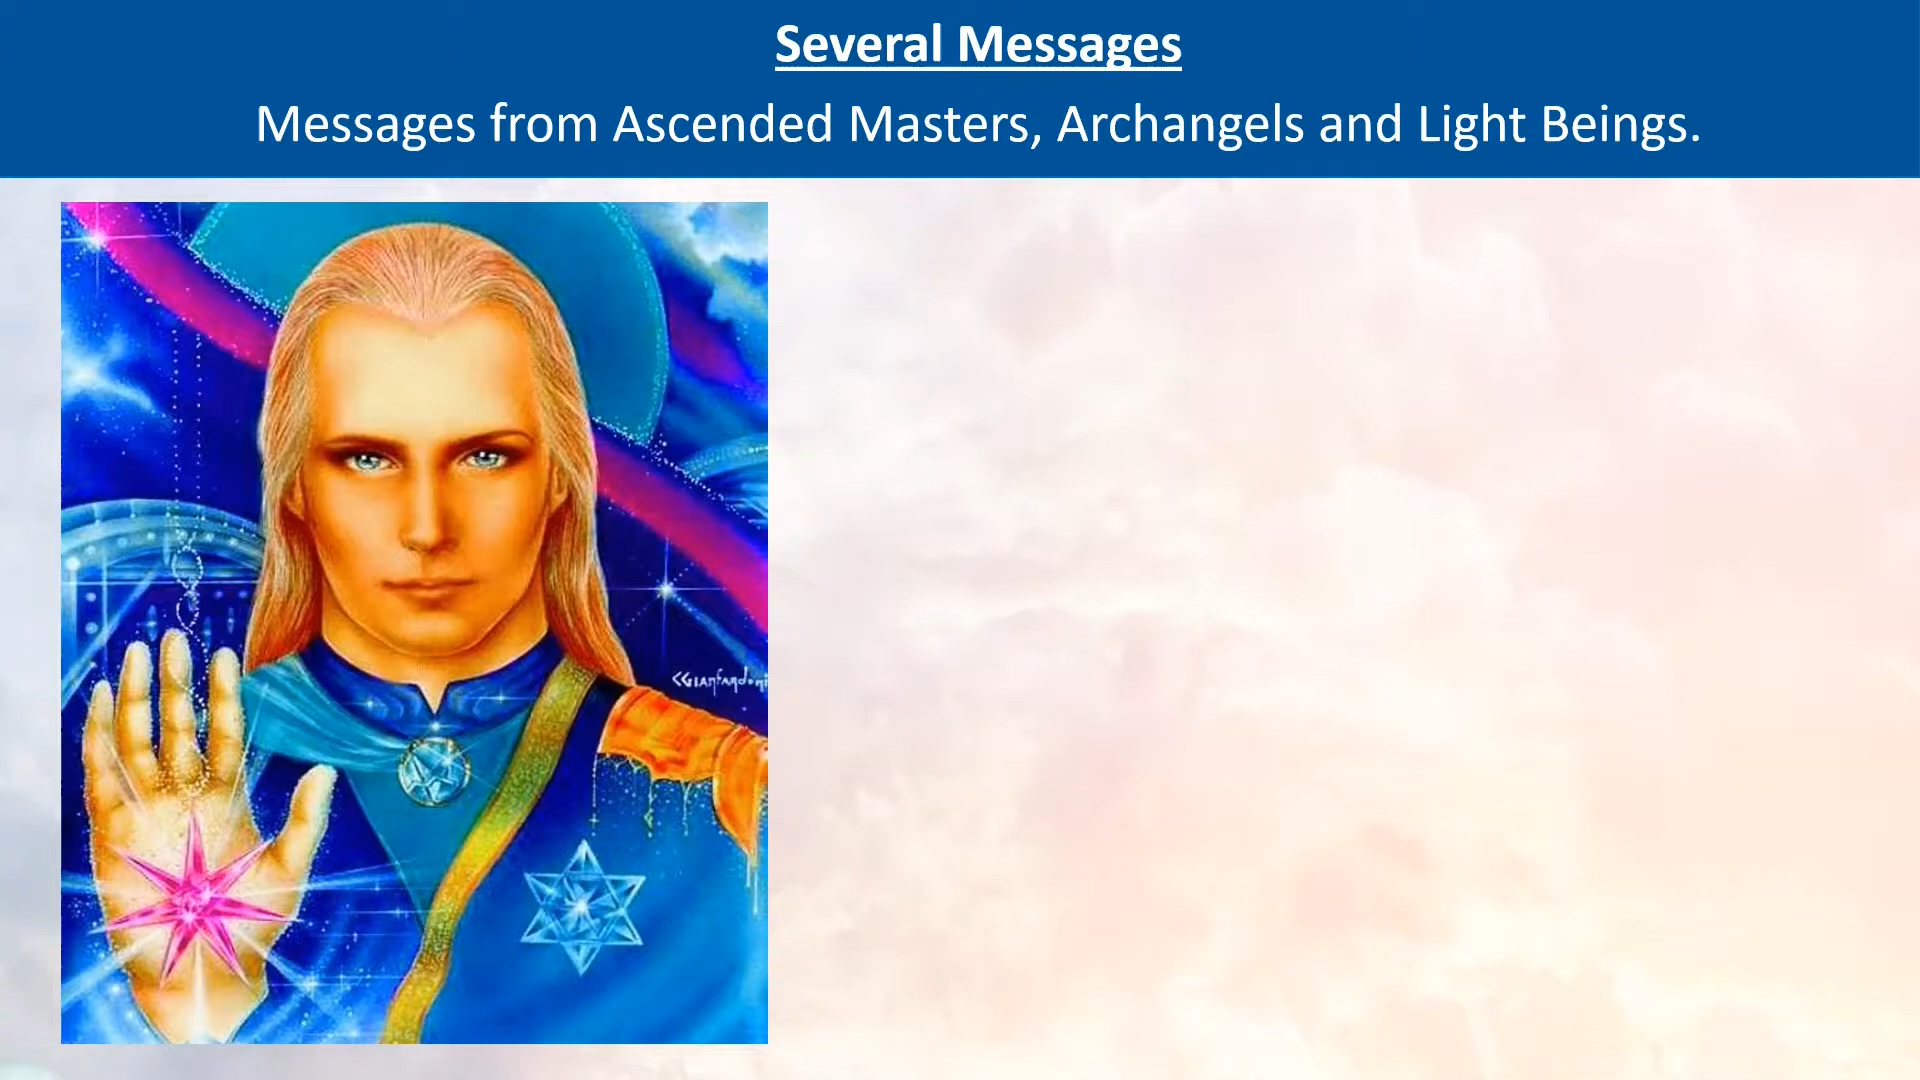 Several Messages
Messages from Ascended Masters, Archangels and Light Beings.